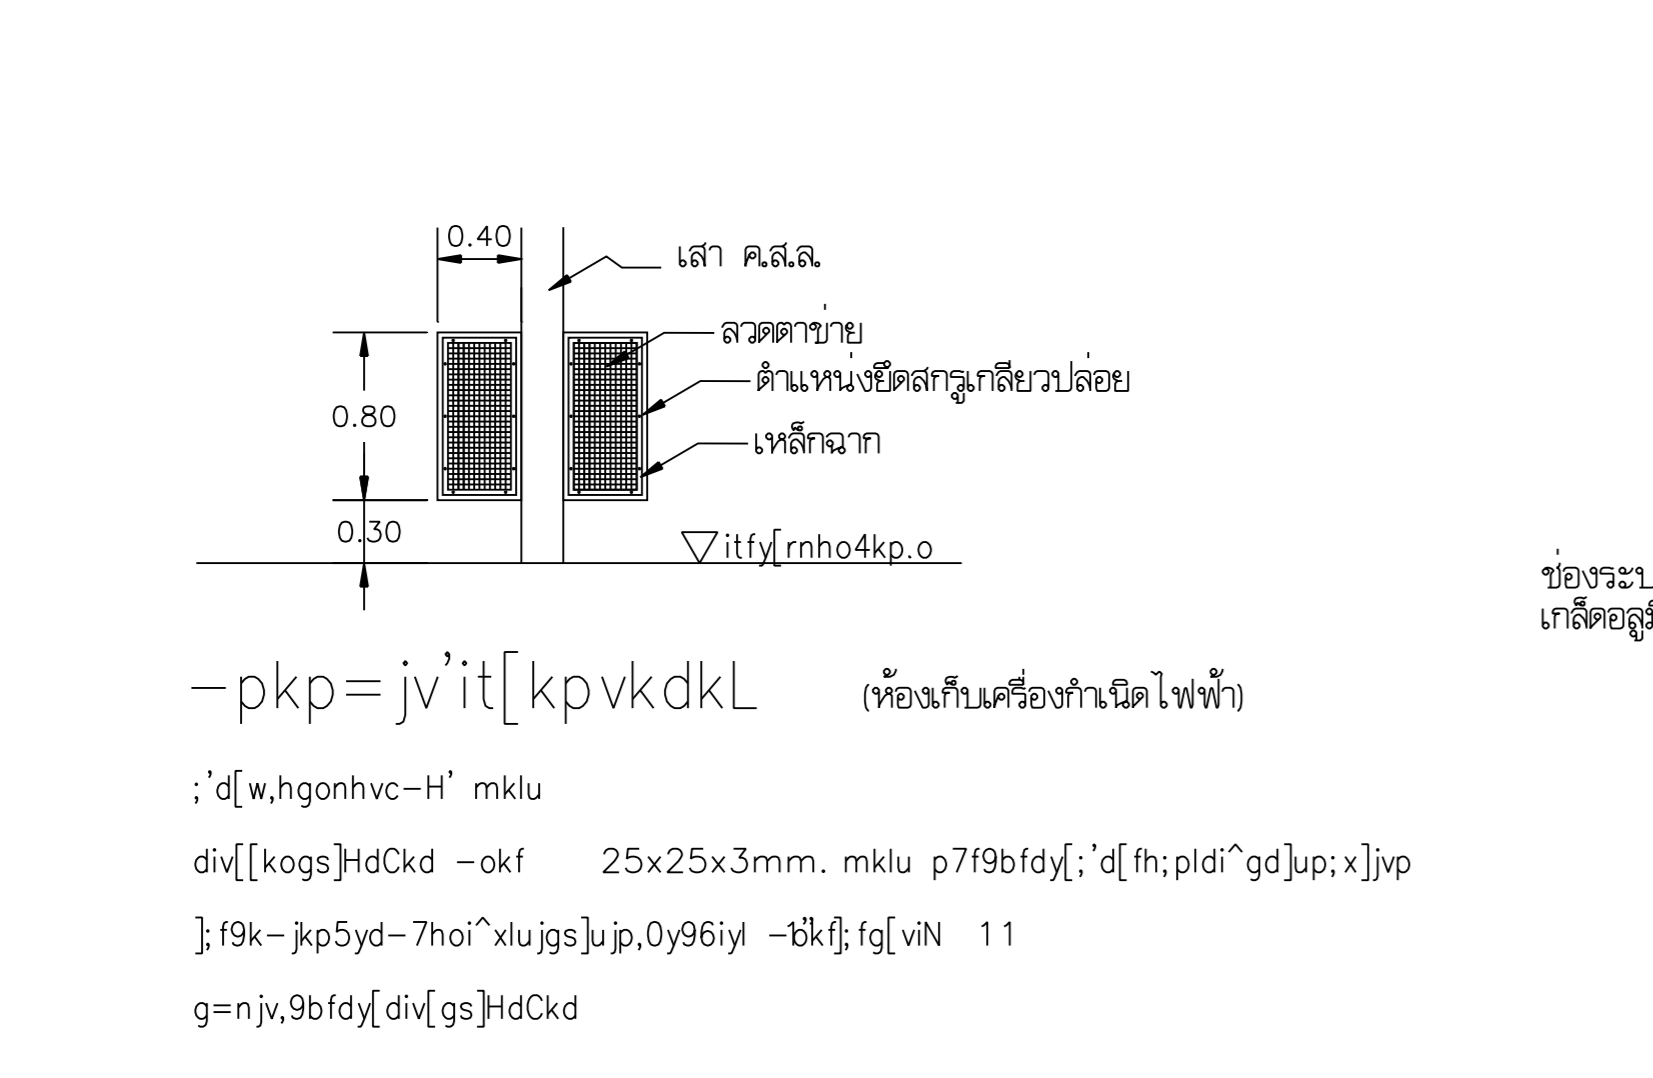 0.40
เสา ค.ส.ล.
ลวดตาข่าย
ตำแหน่งยึดสกรูเกลียวปล่อย
0.80
เหล็กฉาก
0.30
itfy[rnho4kp.o
ช่องระบ
เกล็ดอลูมิ
-pkp=jv'it[kpvkdkL (ห้องเก็บเครื่องกำเนิดไฟฟ้า)
;'d[w,hgonhvc-H' mklu
div[[kogs]HdCkd -okf 25x25x3mm. mklu p7f9bfdy[;'d[fh;pldi^gd]up;x]jvp
];f9k-jkp5yd-7hoi^xlujgs]ujp,0y96iyl ];fg[viN 11
g=njv,9bfdy[div[gs]HdCkd